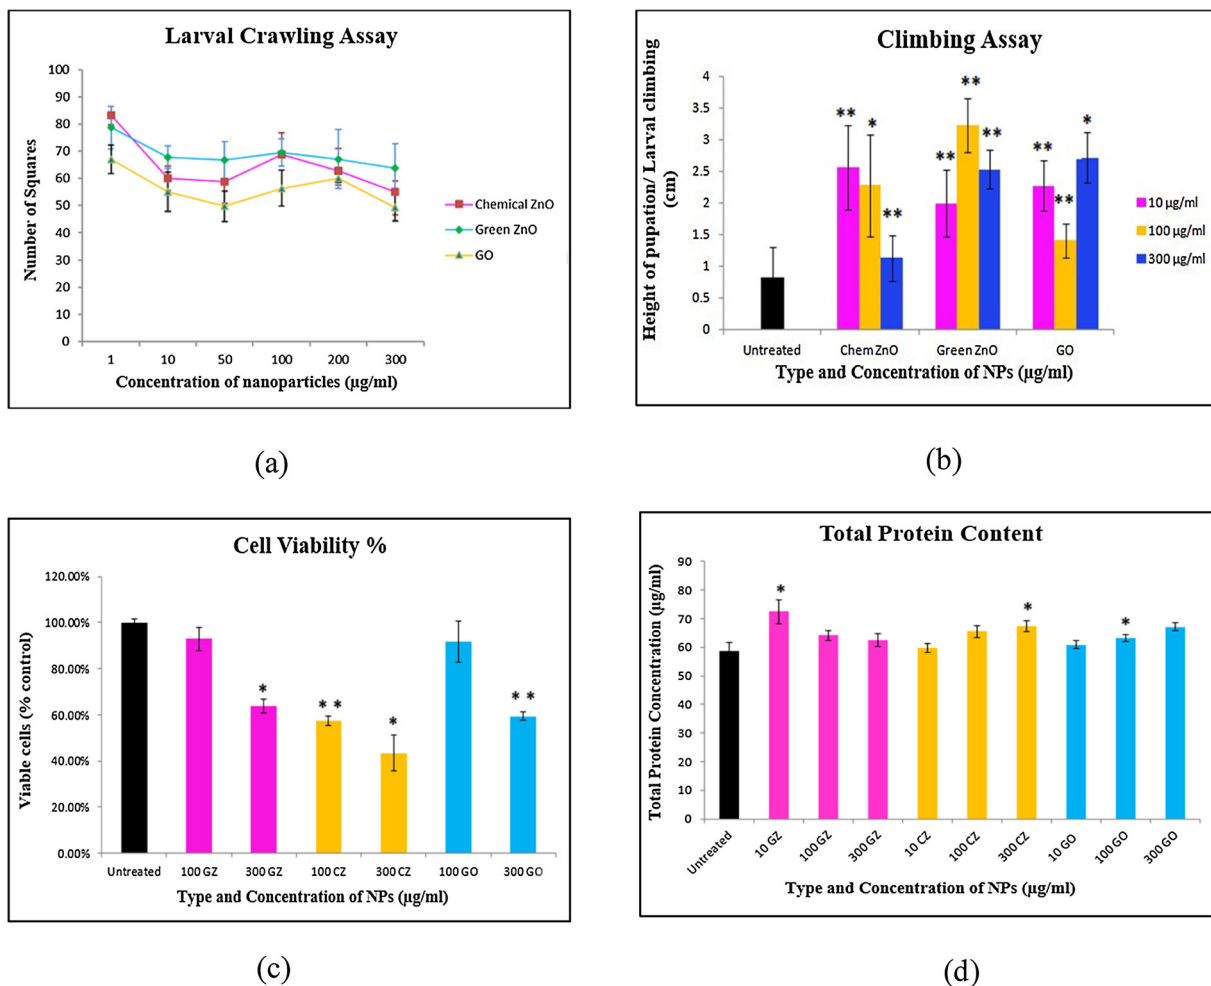 Larval Crawling Assay
Number of Squares
100
90
80
70
60
50
40
30
20
10
0
1 10 50 100 200 300
Concentration of nanoparticles (µg/ml)
Chemical ZnO
Green ZnO
GO
(a)
Climbing Assay
Height of pupation/ Larval climbing
(cm)
4
3.5
3
2.5
2
1.5
1
0.5
0
** * **
** ** **
** ** *
Untreated Chem ZnO Green ZnO GO
Type and Concentration of NPs (µg/ml)
10 µg/ml
100 µg/ml
300 µg/ml
(b)
Cell Viability %
Viable cells (% control)
120.00%
100.00%
80.00%
60.00%
40.00%
20.00%
0.00%
* ** * **
Untreated 100 GZ 300 GZ 100 CZ 300 CZ 100 GO 300 GO
Type and Concentration of NPs (µg/ml)
(c)
Total Protein Content
Total Protein Concentration (µg/ml)
90
80
70
60
50
40
30
20
10
0
* * *
Untreated 10 GZ 100 GZ 300 GZ 10 CZ 100 CZ 300 CZ 10 GO 100 GO 300 GO
Type and Concentration of NPs (µg/ml)
(d)